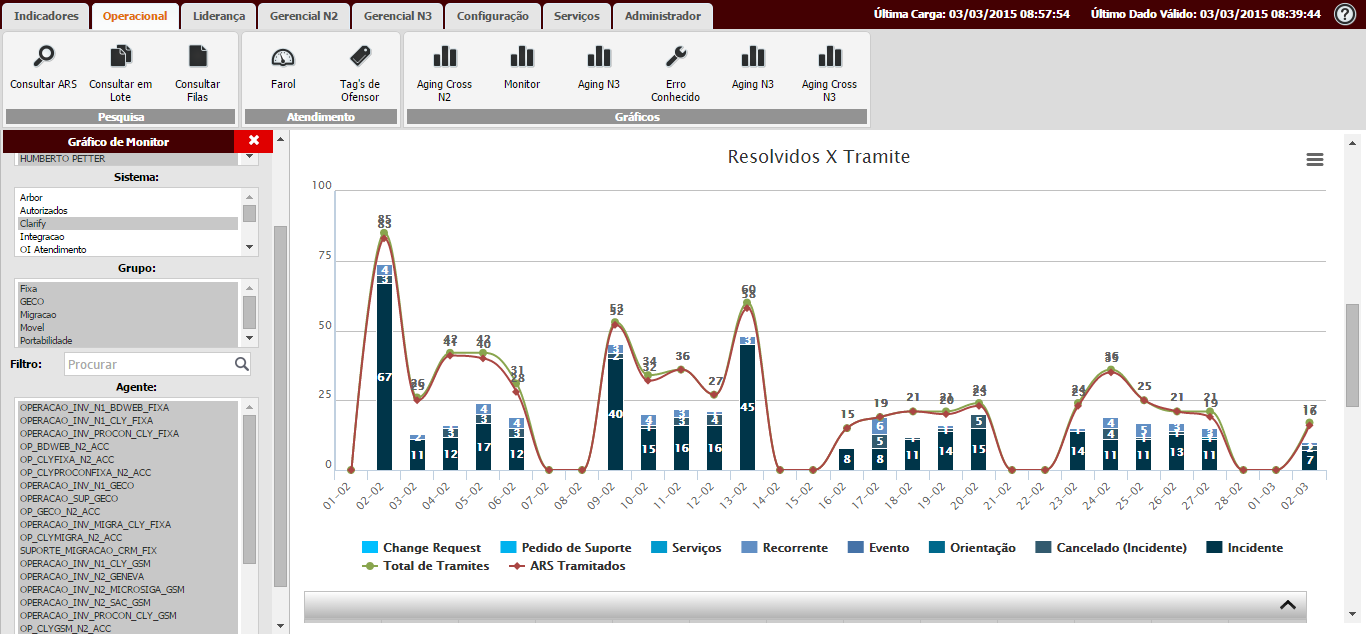 Indicadores Operacional Liderança Gerencial N2 Gerencial N3 Configuração Serviços Administrador Última Carga: 03/03/2015 08:57:54 Último Dado Válido: 03/03/2015 08:39:44 ?
Consultar ARS Consultar em Lote Consultar Filas Farol Tag's de Ofensor Aging Cross N2 Monitor Aging N3 Erro Conhecido Aging N3 Aging Cross N3
Pesquisa Atendimento Gráficos
Gráfico de Monitor
HUMBERTO PETTER
Sistema:
Arbor
Autorizados
Clarify
Integracao
OI Atendimento
Grupo:
Fixa
GECO
Migracao
Movel
Portabilidade
Filtro: Procurar
Agente:
OPERACAO_INV_N1_BDWEB_FIXA
OPERACAO_INV_N1_CLY_FIXA
OPERACAO_INV_PROCON_CLY_FIXA
OP_BDWEB_N2_ACC
OP_CLYFIXA_N2_ACC
OP_CLYPROCONFIXA_N2_ACC
OPERACAO_INV_N1_GECO
OPERACAO_SUP_GECO
OP_GECO_N2_ACC
OPERACAO_INV_MIGRA_CLY_FIXA
OP_CLYMIGRA_N2_ACC
SUPORTE_MIGRACAO_CRM_FIX
OPERACAO_INV_N1_CLY_GSM
OPERACAO_INV_N2_GENEVA
OPERACAO_INV_N2_MICROSIGA_GSM
OPERACAO_INV_N2_SAC_GSM
OPERACAO_INV_PROCON_CLY_GSM
OP_CLYGSM_N2_ACC
Resolvidos X Tramite
100
75
50
25
0
85 83 26 25 42 41 42 40 31 28 53 52 34 32 36 27 60 58 15 19 21 21 20 24 23 24 23 36 35 25 21 21 19 17 16
4 3 67
2 11
3 12
4 3 17
4 3 12
3 2 40
4 1 15
3 3 16
4 16
3 45
8
6 5 8
1 11
1 14
5 15
1 14
4 4 11
5 1 11
3 1 13
3 1 11
2 7
01-02 02-02 03-02 04-02 05-02 06-02 07-02 08-02 09-02 10-02 11-02 12-02 13-02 14-02 15-02 16-02 17-02 18-02 19-02 20-02 21-02 22-02 23-02 24-02 25-02 26-02 27-02 28-02 01-03 02-03
Change Request Pedido de Suporte Serviços Recorrente Evento Orientação Cancelado (Incidente) Incidente
Total de Tramites ARS Tramitados